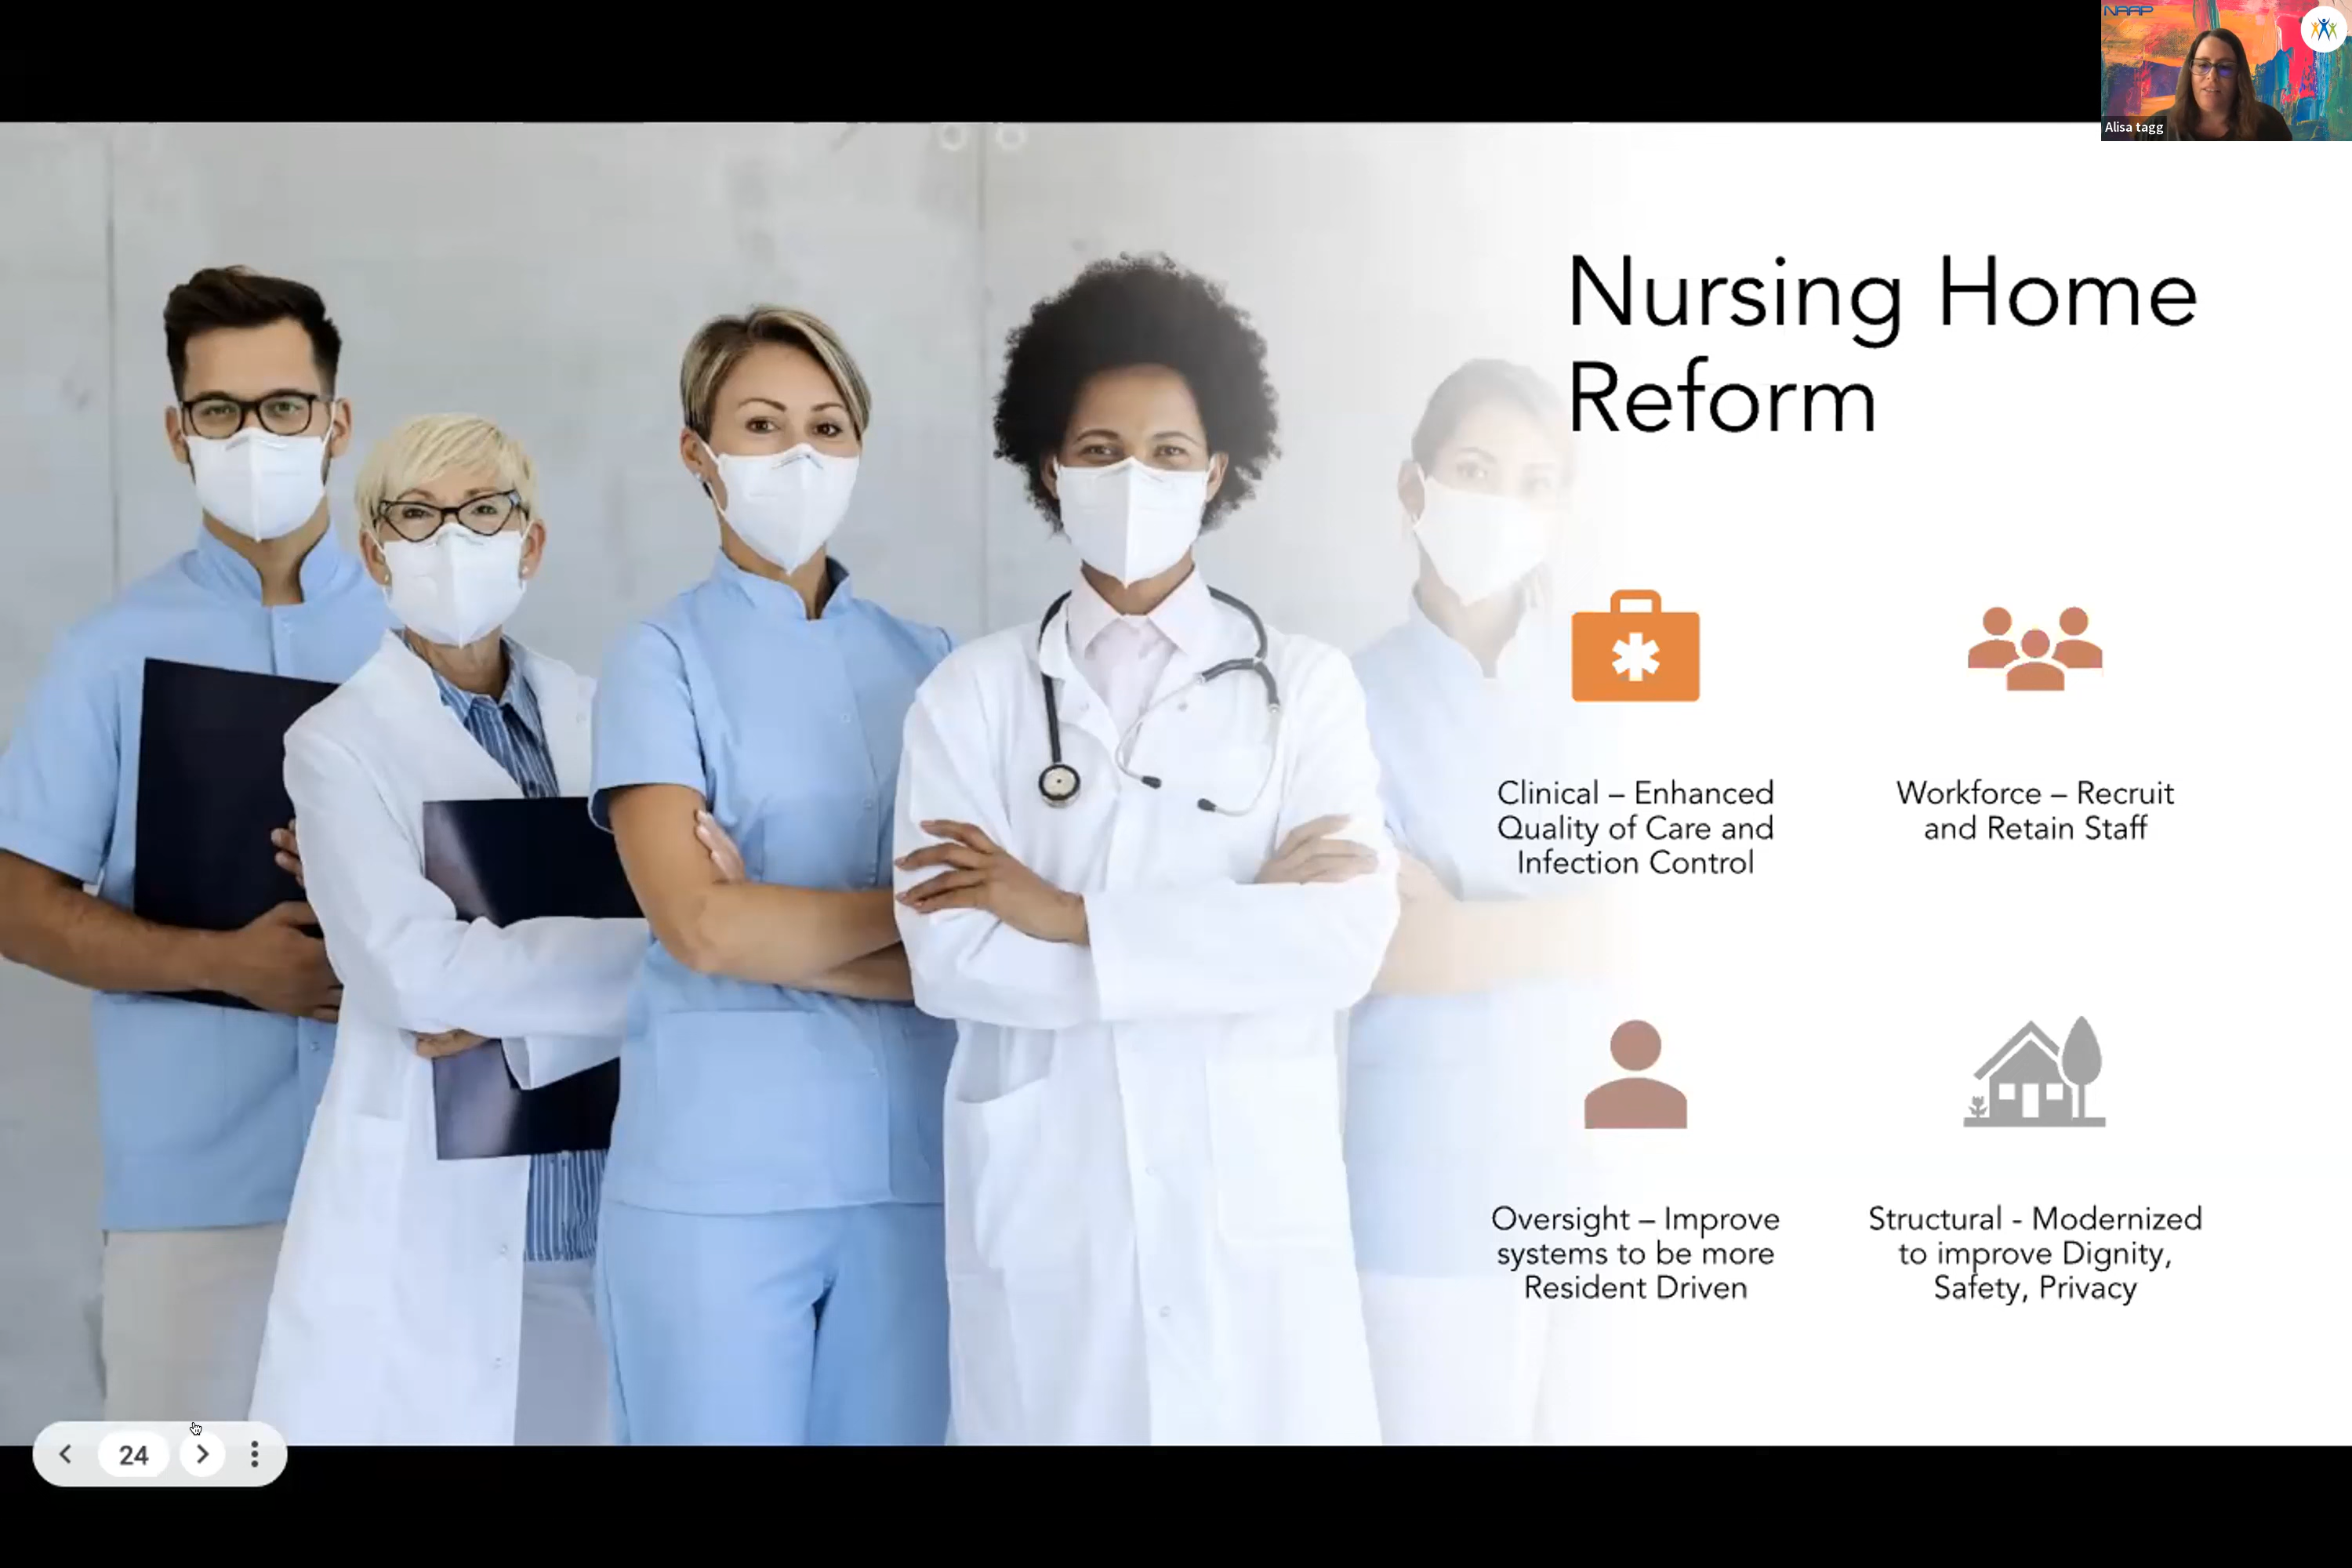 NAAP
Alisa tagg
Nursing Home
Reform
Clinical – Enhanced
Quality of Care and
Infection Control
Workforce – Recruit
and Retain Staff
Oversight – Improve
systems to be more
Resident Driven
Structural - Modernized
to improve Dignity,
Safety, Privacy
24